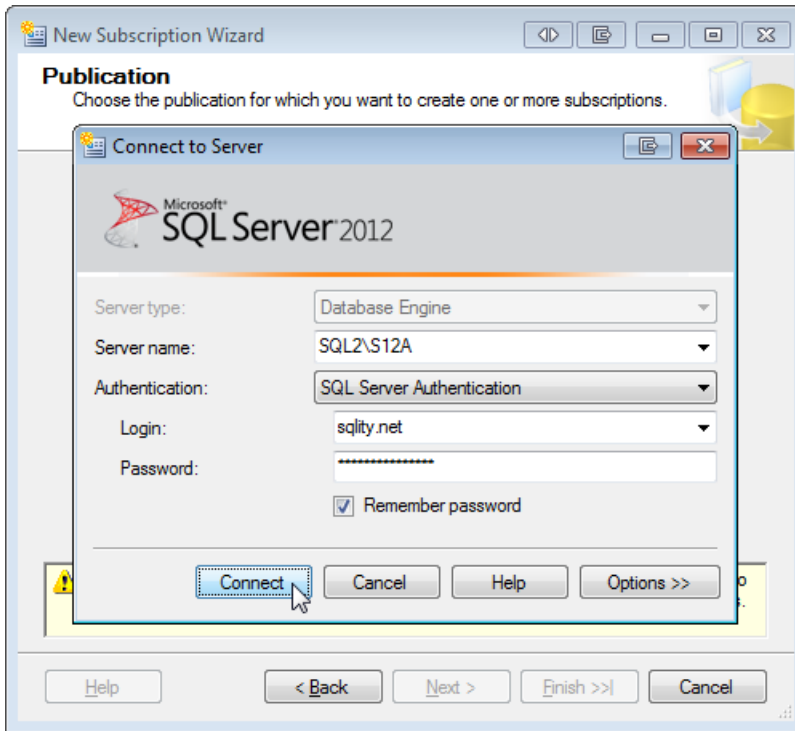 New Subscription Wizard
Publication
Choose the publication for which you want to create one or more subscriptions.
Connect to Server
Microsoft
SQL Server 2012
Server type: Database Engine
Server name: SQL2\S12A
Authentication: SQL Server Authentication
Login: sqlity.net
Password: ***************
Remember password
Connect Cancel Help Options >>
Help < Back Next > Finish >>| Cancel